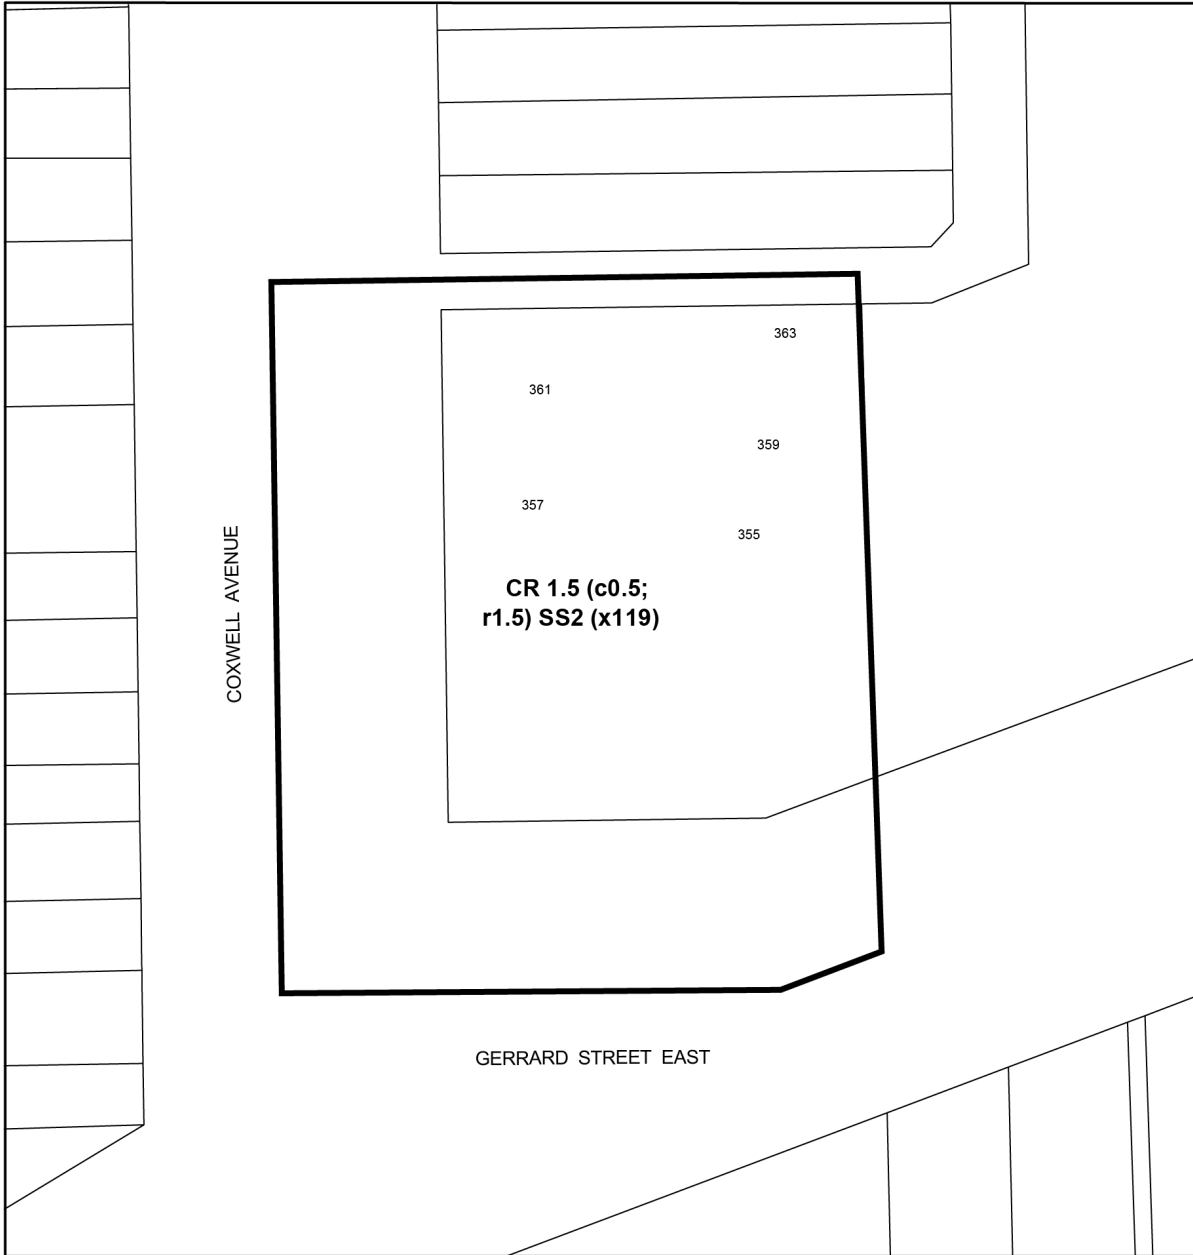 363
361
359
357
355
CR 1.5 (c0.5;
r1.5) SS2 (x119)
COXWELL AVENUE
GERRARD STREET EAST